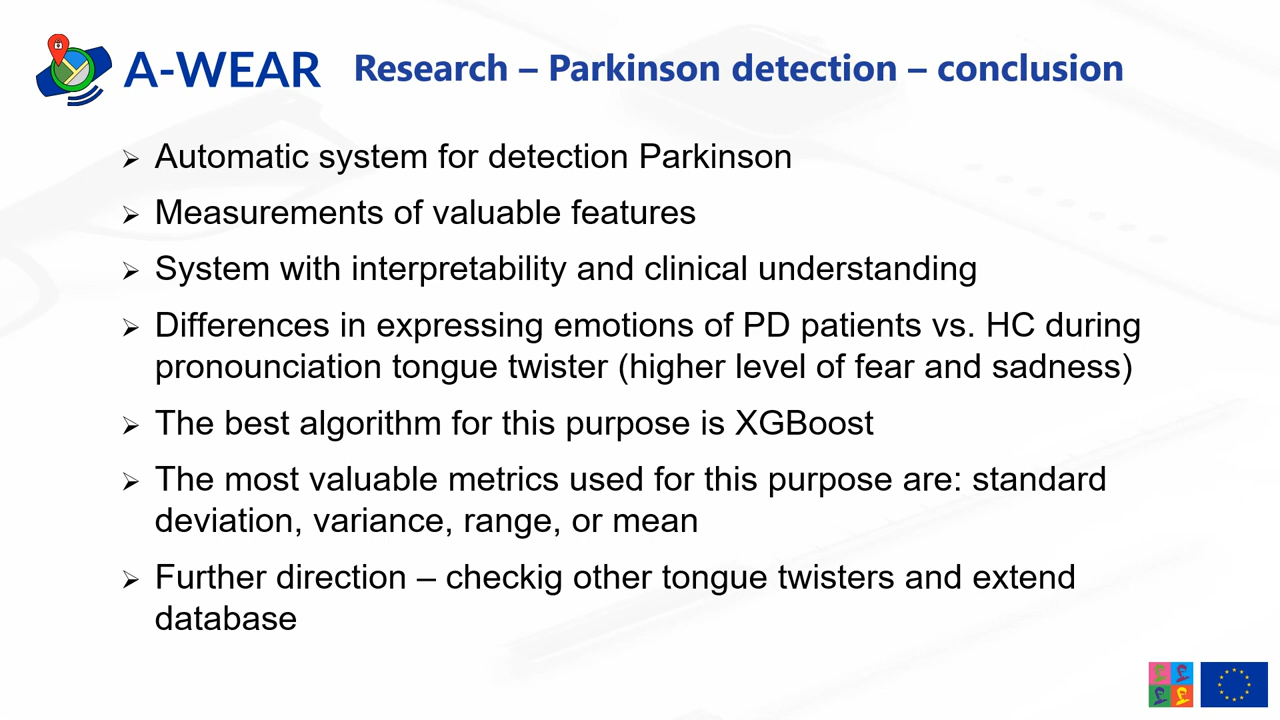 A-WEAR
Research – Parkinson detection – conclusion
Automatic system for detection Parkinson
Measurements of valuable features
System with interpretability and clinical understanding
Differences in expressing emotions of PD patients vs. HC during
pronounciation tongue twister (higher level of fear and sadness)
The best algorithm for this purpose is XGBoost
The most valuable metrics used for this purpose are: standard
deviation, variance, range, or mean
Further direction – checkig other tongue twisters and extend
database